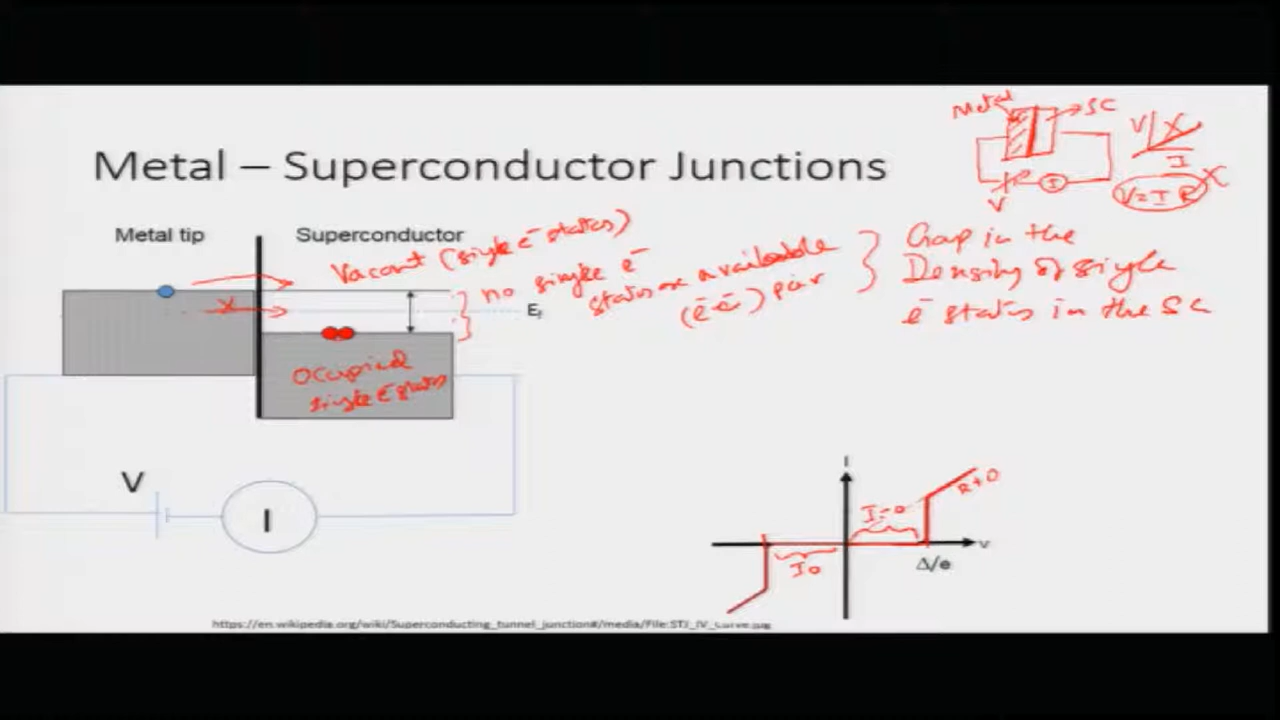 Metal – Superconductor Junctions
Metal
SC
V
I
V
I
V = I R
Metal tip
Superconductor
Vacant (single e⁻ states)
no single e⁻
states are available
(e⁻e⁻) pair
Gap in the
Density of single
e⁻ states in the SC
Occupied
single e⁻ states
V
I
I
I=0
R≠0
V
I=0
Δ/e
https://en.wikipedia.org/wiki/Superconducting_tunnel_junction#/media/File:STJ_IV_curve.jpg